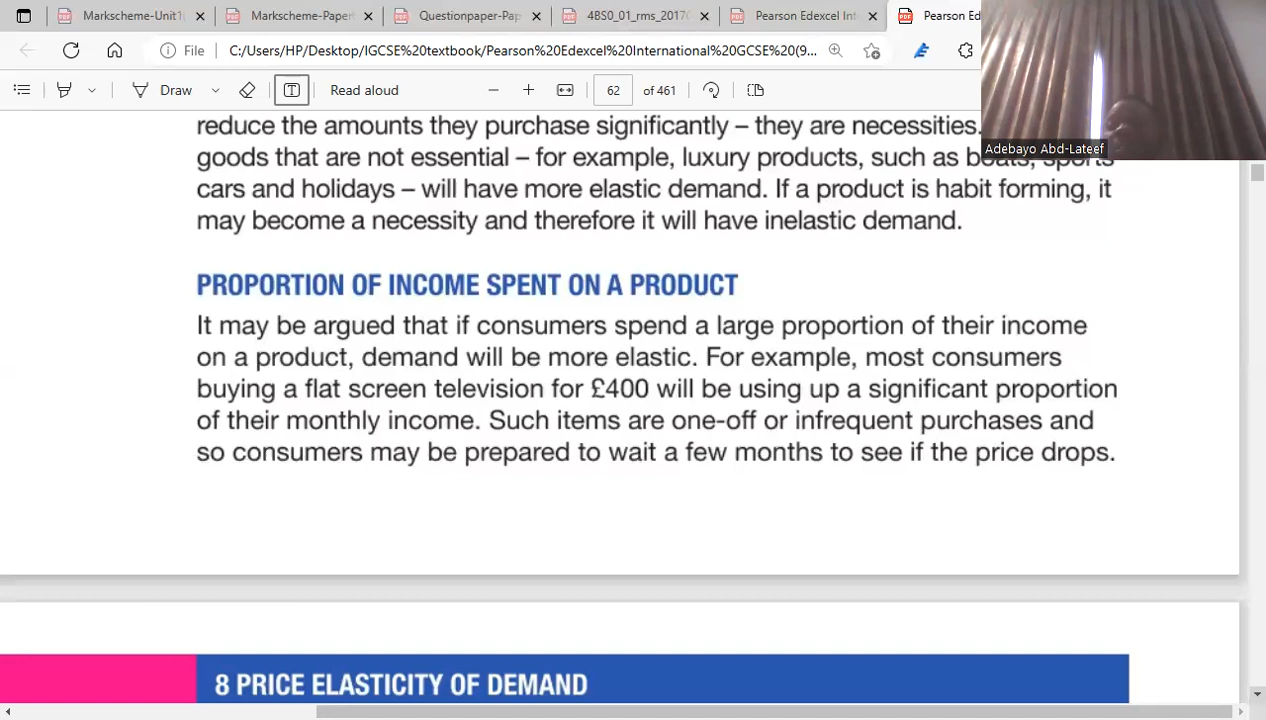 Markscheme-Unit1(
Markscheme-Paper
Questionpaper-Pap
4BS0_01_rms_2017
Pearson Edexcel Int
Pearson Ed
File
C:/Users/HP/Desktop/IGCSE%20textbook/Pearson%20Edexcel%20International%20GCSE%20(9...
Draw
T
Read aloud
62
of 461
Adebayo Abd-Lateef
reduce the amounts they purchase significantly – they are necessities.
goods that are not essential – for example, luxury products, such as boats, sports
cars and holidays – will have more elastic demand. If a product is habit forming, it
may become a necessity and therefore it will have inelastic demand.
PROPORTION OF INCOME SPENT ON A PRODUCT
It may be argued that if consumers spend a large proportion of their income
on a product, demand will be more elastic. For example, most consumers
buying a flat screen television for £400 will be using up a significant proportion
of their monthly income. Such items are one-off or infrequent purchases and
so consumers may be prepared to wait a few months to see if the price drops.
8 PRICE ELASTICITY OF DEMAND